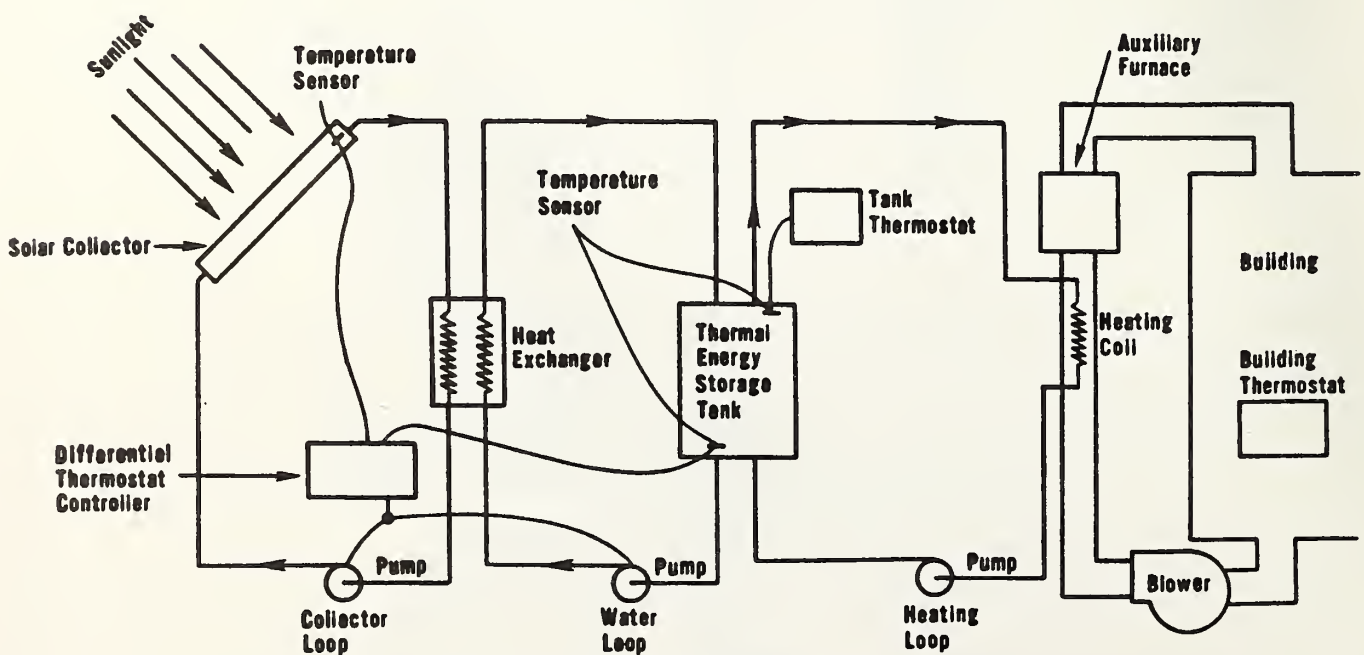 Sunlight
Temperature
Sensor
Auxiliary
Furnace
Temperature
Sensor
Tank
Thermostat
Solar Collector
Building
Heat
Exchanger
Thermal
Energy
Storage
Tank
Heating
Coil
Building
Thermostat
Differential
Thermostat
Controller
Pump
Pump
Pump
Blower
Collector
Loop
Water
Loop
Heating
Loop